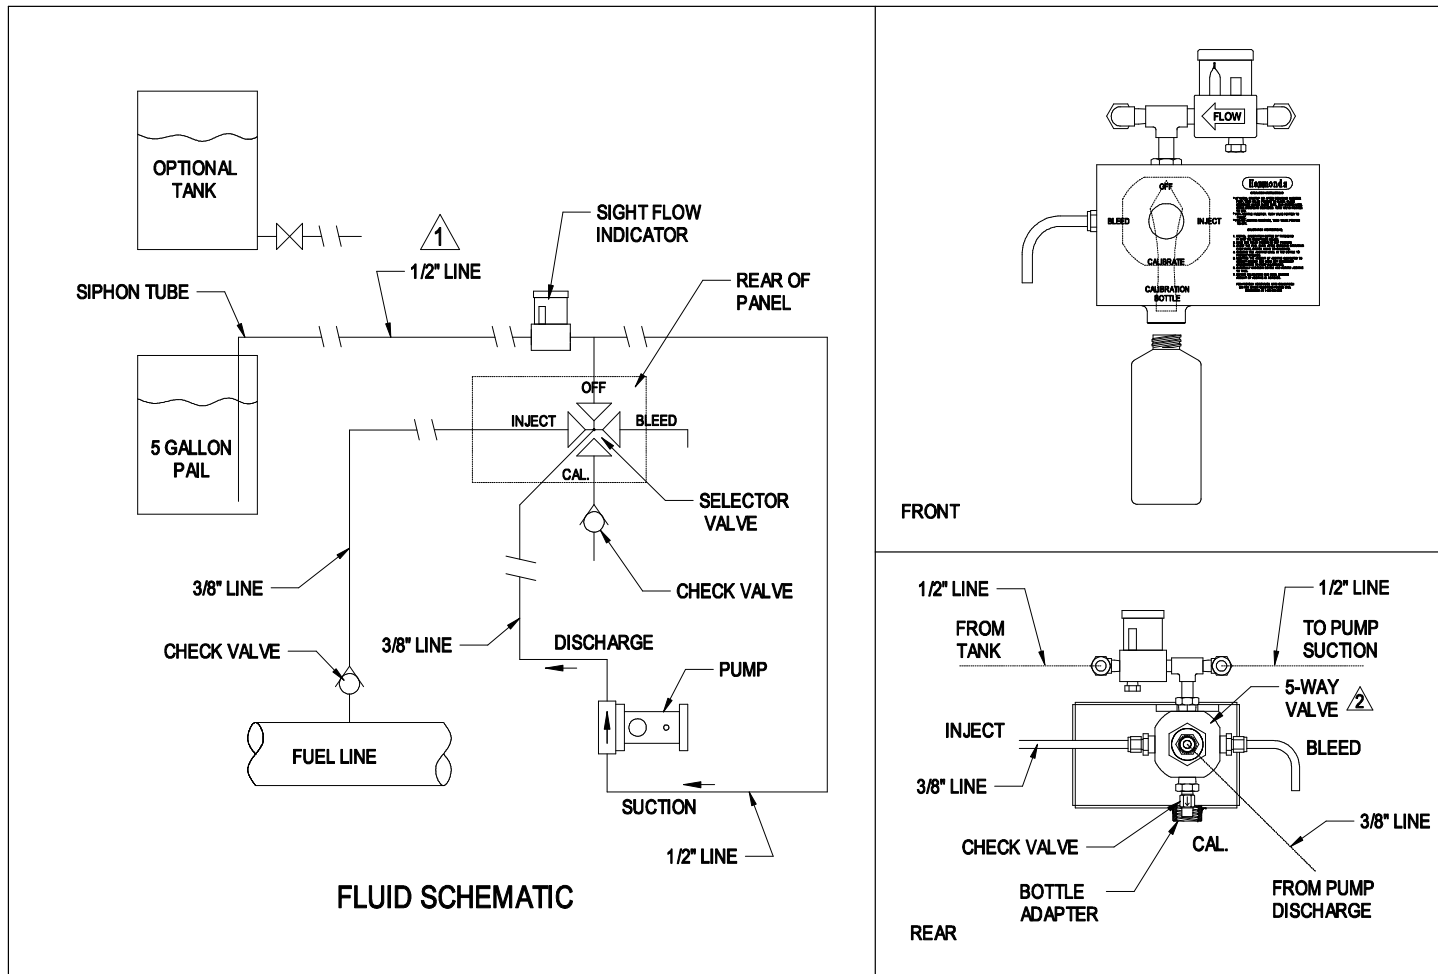 OPTIONAL
TANK
1
SIGHT FLOW
INDICATOR
1/2" LINE
SIPHON TUBE
REAR OF
PANEL
OFF
INJECT
BLEED
5 GALLON
PAIL
CAL.
SELECTOR
VALVE
3/8" LINE
CHECK VALVE
3/8" LINE
DISCHARGE
CHECK VALVE
PUMP
FUEL LINE
SUCTION
1/2" LINE
FLUID SCHEMATIC
FLOW
OFF
Hammonds
BLEED
INJECT
CALIBRATE
CALIBRATION
BOTTLE
FRONT
1/2" LINE
1/2" LINE
FROM
TANK
TO PUMP
SUCTION
5-WAY
VALVE
2
INJECT
BLEED
3/8" LINE
3/8" LINE
CHECK VALVE
CAL.
BOTTLE
ADAPTER
FROM PUMP
DISCHARGE
REAR